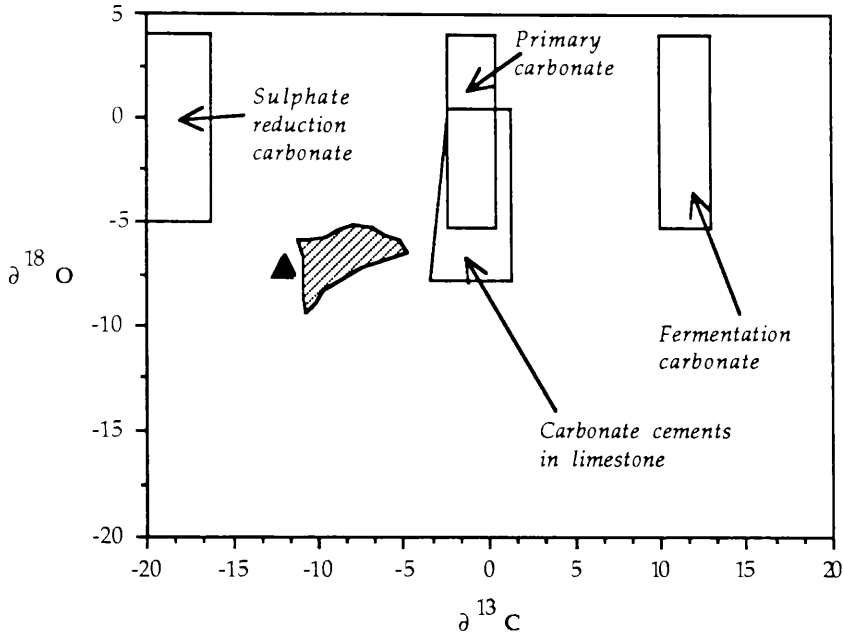 5
0
-5
-10
-15
-20
∂ 18 O
-20 -15 -10 -5 0 5 10 15 20
∂ 13 C
Sulphate
reduction
carbonate
Primary
carbonate
Fermentation
carbonate
Carbonate cements
in limestone